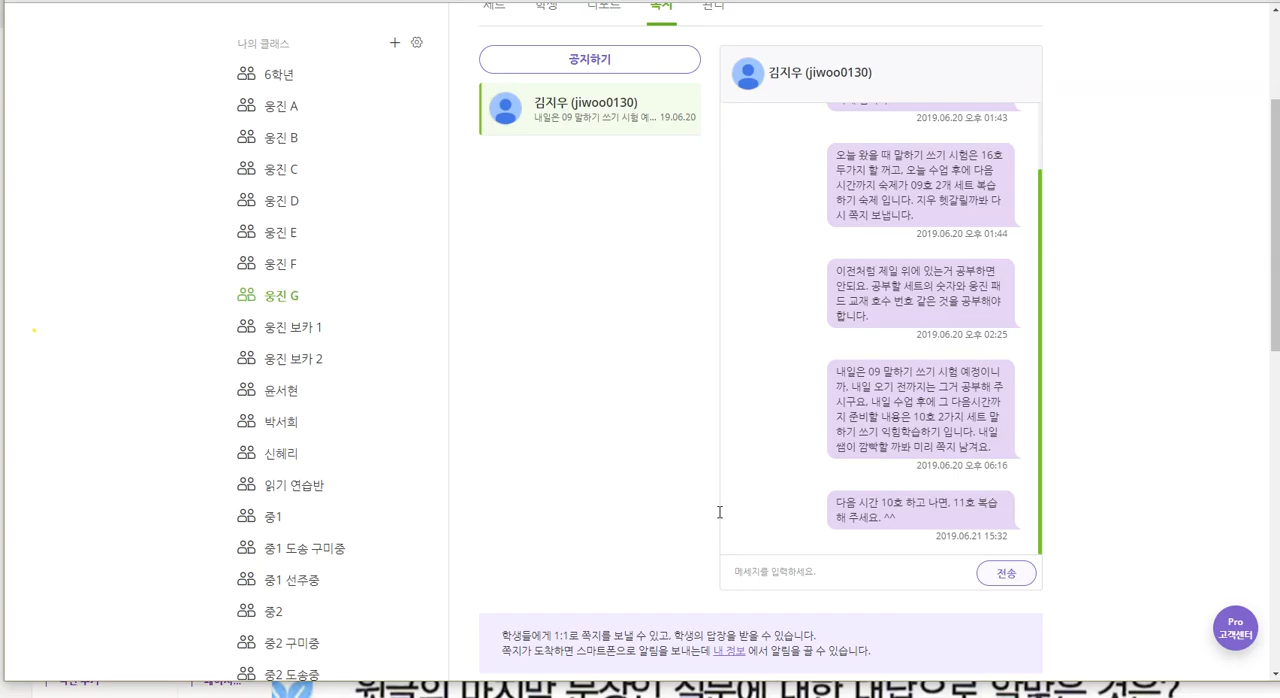 세트 학생 리포트 쪽지 관리
나의 클래스
6학년
웅진 A
웅진 B
웅진 C
웅진 D
웅진 E
웅진 F
웅진 G
웅진 보카 1
웅진 보카 2
윤서현
박서희
신혜리
읽기 연습반
중1
중1 도송 구미중
중1 선주중
중2
중2 구미중
중2 도송중
공지하기
김지우 (jiwoo0130)
내일은 09 말하기 쓰기 시험 예... 19.06.20
김지우 (jiwoo0130)
2019.06.20 오후 01:43
오늘 왔을 때 말하기 쓰기 시험은 16호
두가지 할 꺼고, 오늘 수업 후에 다음
시간까지 숙제가 09호 2개 세트 복습
하기 숙제 입니다. 지우 헷갈릴까봐 다
시 쪽지 보냅니다.
2019.06.20 오후 01:44
이전처럼 제일 위에 있는거 공부하면
안되요. 공부할 세트의 숫자와 웅진 패
드 교재 호수 번호 같은 것을 공부해야
합니다.
2019.06.20 오후 02:25
내일은 09 말하기 쓰기 시험 예정이니
까, 내일 오기 전까지는 그거 공부해 주
시구요, 내일 수업 후에 그 다음시간까
지 준비할 내용은 10호 2가지 세트 말
하기 쓰기 익힘학습하기 입니다. 내일
쌤이 깜빡할 까봐 미리 쪽지 남겨요.
2019.06.20 오후 06:16
다음 시간 10호 하고 나면, 11호 복습
해 주세요. ^^
2019.06.21 15:32
메세지를 입력하세요.
전송
학생들에게 1:1로 쪽지를 보낼 수 있고, 학생의 답장을 받을 수 있습니다.
쪽지가 도착하면 스마트폰으로 알림을 보내는데 내 정보 에서 알림을 끌 수 있습니다.
Pro
고객센터